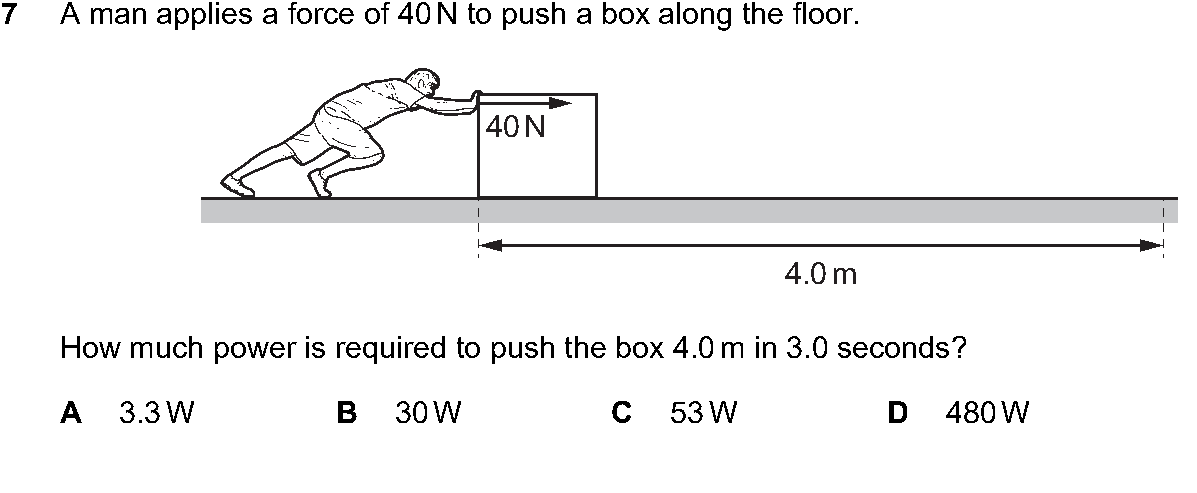 7 A man applies a force of 40 N to push a box along the floor.
40 N
4.0 m
How much power is required to push the box 4.0 m in 3.0 seconds?
A 3.3 W B 30 W C 53 W D 480 W